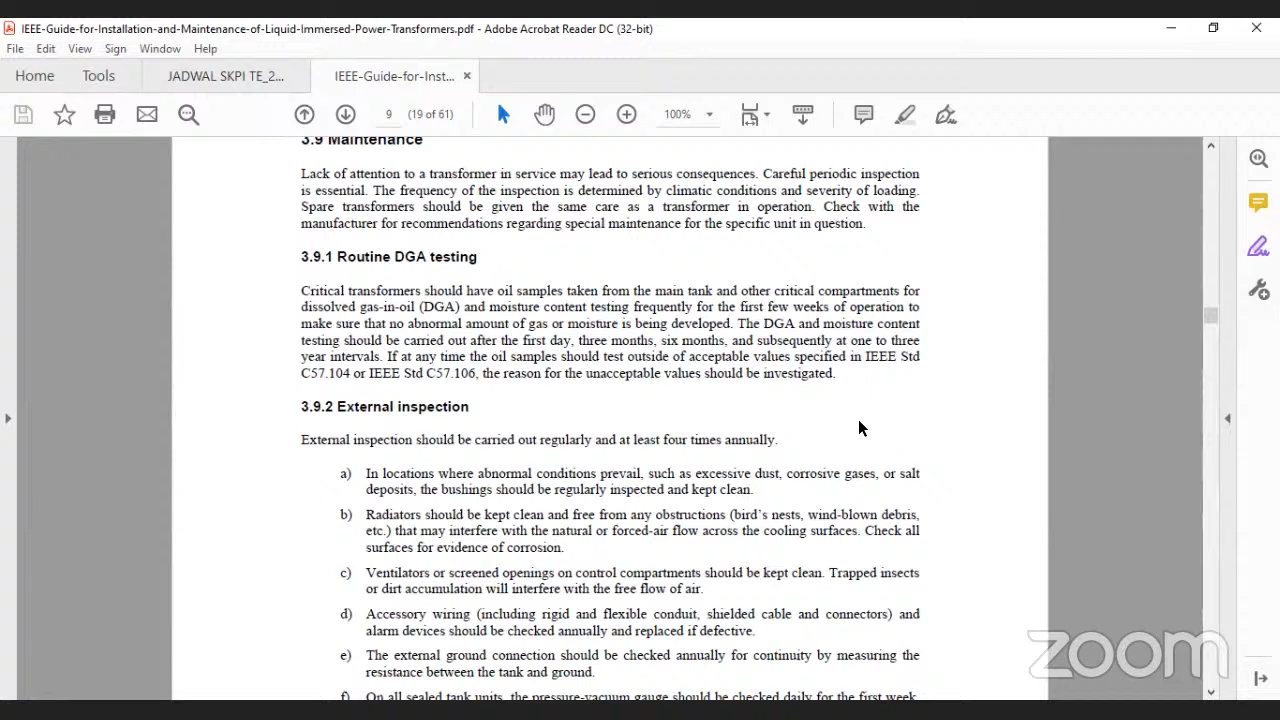 IEEE-Guide-for-Installation-and-Maintenance-of-Liquid-Immersed-Power-Transformers.pdf - Adobe Acrobat Reader DC (32-bit)
File Edit View Sign Window Help
Home Tools JADWAL SKPI TE_2... IEEE-Guide-for-Inst... ×
9 (19 of 61) 100%
3.9 Maintenance
Lack of attention to a transformer in service may lead to serious consequences. Careful periodic inspection
is essential. The frequency of the inspection is determined by climatic conditions and severity of loading.
Spare transformers should be given the same care as a transformer in operation. Check with the
manufacturer for recommendations regarding special maintenance for the specific unit in question.
3.9.1 Routine DGA testing
Critical transformers should have oil samples taken from the main tank and other critical compartments for
dissolved gas-in-oil (DGA) and moisture content testing frequently for the first few weeks of operation to
make sure that no abnormal amount of gas or moisture is being developed. The DGA and moisture content
testing should be carried out after the first day, three months, six months, and subsequently at one to three
year intervals. If at any time the oil samples should test outside of acceptable values specified in IEEE Std
C57.104 or IEEE Std C57.106, the reason for the unacceptable values should be investigated.
3.9.2 External inspection
External inspection should be carried out regularly and at least four times annually.
a) In locations where abnormal conditions prevail, such as excessive dust, corrosive gases, or salt
deposits, the bushings should be regularly inspected and kept clean.
b) Radiators should be kept clean and free from any obstructions (bird's nests, wind-blown debris,
etc.) that may interfere with the natural or forced-air flow across the cooling surfaces. Check all
surfaces for evidence of corrosion.
c) Ventilators or screened openings on control compartments should be kept clean. Trapped insects
or dirt accumulation will interfere with the free flow of air.
d) Accessory wiring (including rigid and flexible conduit, shielded cable and connectors) and
alarm devices should be checked annually and replaced if defective.
e) The external ground connection should be checked annually for continuity by measuring the
resistance between the tank and ground.
f) On all sealed tank units, the pressure-vacuum gauge should be checked daily for the first week,
zoom